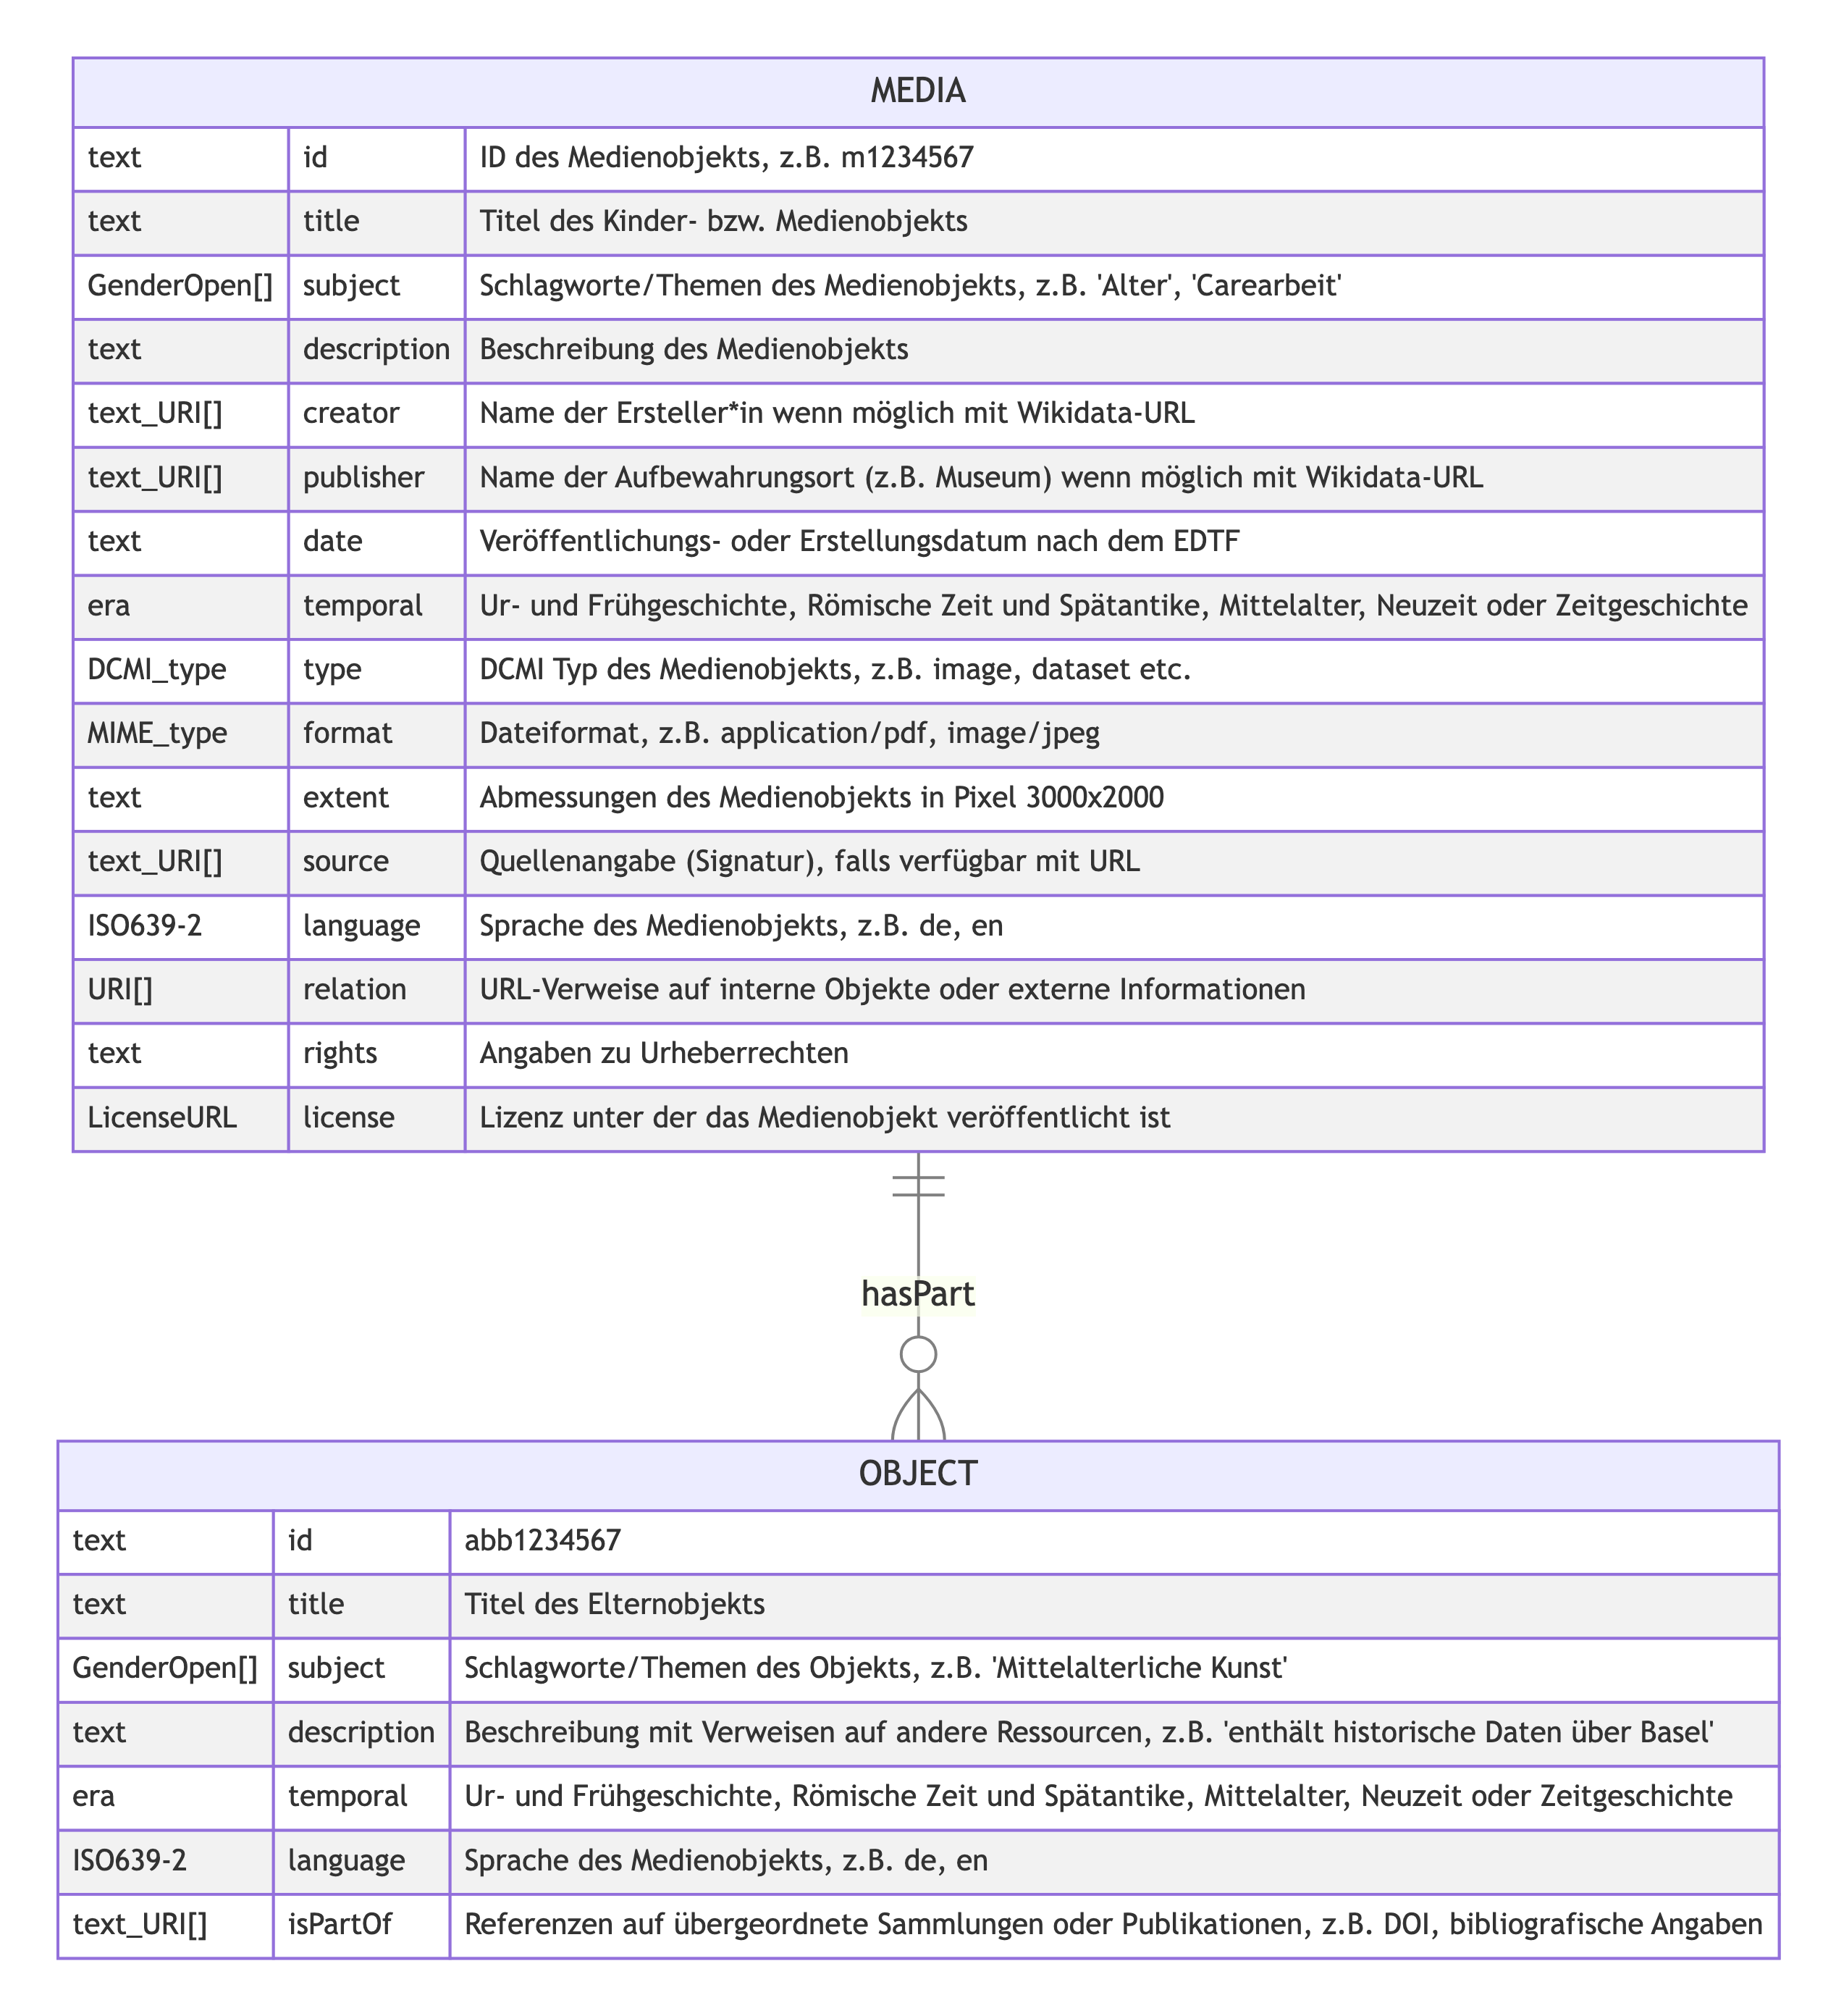 MEDIA
text id ID des Medienobjekts, z.B. m1234567
text title Titel des Kinder- bzw. Medienobjekts
GenderOpen[] subject Schlagworte/Themen des Medienobjekts, z.B. 'Alter', 'Carearbeit'
text description Beschreibung des Medienobjekts
text_URI[] creator Name der Ersteller*in wenn möglich mit Wikidata-URL
text_URI[] publisher Name der Aufbewahrungsort (z.B. Museum) wenn möglich mit Wikidata-URL
text date Veröffentlichungs- oder Erstellungsdatum nach dem EDTF
era temporal Ur- und Frühgeschichte, Römische Zeit und Spätantike, Mittelalter, Neuzeit oder Zeitgeschichte
DCMI_type type DCMI Typ des Medienobjekts, z.B. image, dataset etc.
MIME_type format Dateiformat, z.B. application/pdf, image/jpeg
text extent Abmessungen des Medienobjekts in Pixel 3000x2000
text_URI[] source Quellenangabe (Signatur), falls verfügbar mit URL
ISO639-2 language Sprache des Medienobjekts, z.B. de, en
URI[] relation URL-Verweise auf interne Objekte oder externe Informationen
text rights Angaben zu Urheberrechten
LicenseURL license Lizenz unter der das Medienobjekt veröffentlicht ist
hasPart
OBJECT
text id abb1234567
text title Titel des Elternobjekts
GenderOpen[] subject Schlagworte/Themen des Objekts, z.B. 'Mittelalterliche Kunst'
text description Beschreibung mit Verweisen auf andere Ressourcen, z.B. 'enthält historische Daten über Basel'
era temporal Ur- und Frühgeschichte, Römische Zeit und Spätantike, Mittelalter, Neuzeit oder Zeitgeschichte
ISO639-2 language Sprache des Medienobjekts, z.B. de, en
text_URI[] isPartOf Referenzen auf übergeordnete Sammlungen oder Publikationen, z.B. DOI, bibliografische Angaben